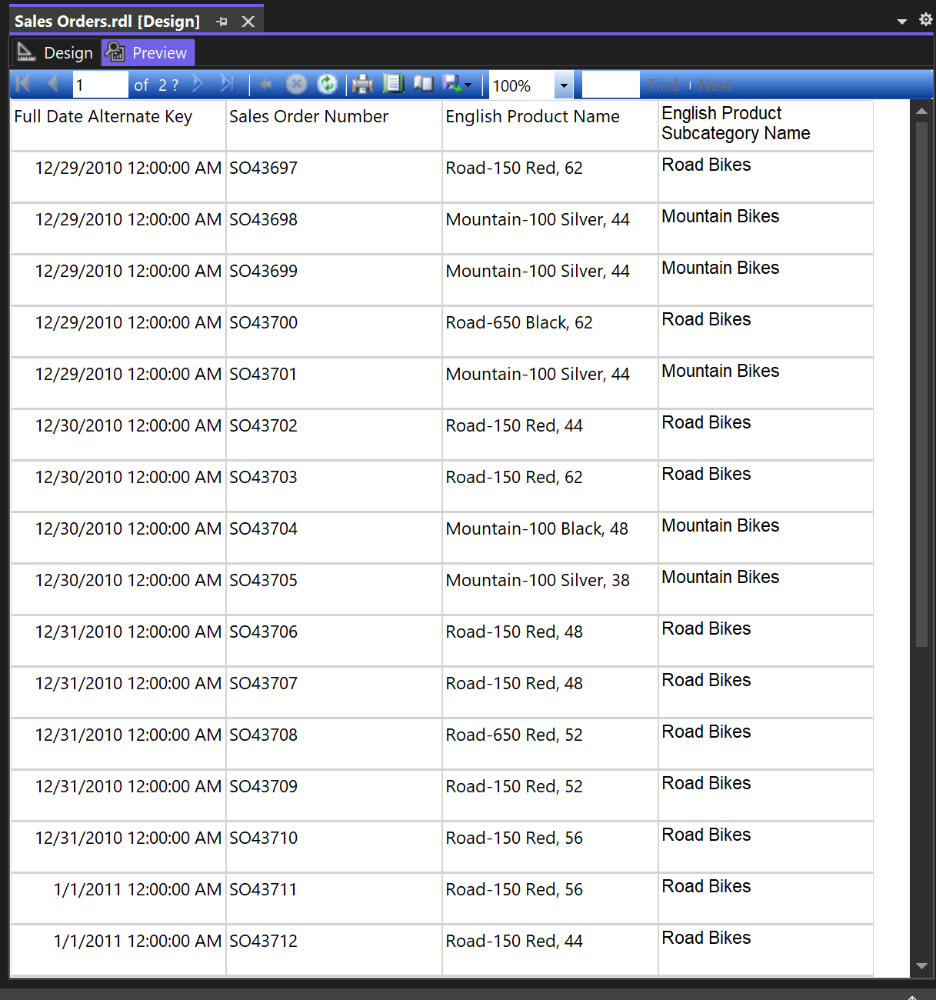 Sales Orders.rdl [Design]
Design Preview
1 of 2 ? 100% Find Next
Full Date Alternate Key Sales Order Number English Product Name English Product
Subcategory Name
12/29/2010 12:00:00 AM SO43697 Road-150 Red, 62 Road Bikes
12/29/2010 12:00:00 AM SO43698 Mountain-100 Silver, 44 Mountain Bikes
12/29/2010 12:00:00 AM SO43699 Mountain-100 Silver, 44 Mountain Bikes
12/29/2010 12:00:00 AM SO43700 Road-650 Black, 62 Road Bikes
12/29/2010 12:00:00 AM SO43701 Mountain-100 Silver, 44 Mountain Bikes
12/30/2010 12:00:00 AM SO43702 Road-150 Red, 44 Road Bikes
12/30/2010 12:00:00 AM SO43703 Road-150 Red, 62 Road Bikes
12/30/2010 12:00:00 AM SO43704 Mountain-100 Black, 48 Mountain Bikes
12/30/2010 12:00:00 AM SO43705 Mountain-100 Silver, 38 Mountain Bikes
12/31/2010 12:00:00 AM SO43706 Road-150 Red, 48 Road Bikes
12/31/2010 12:00:00 AM SO43707 Road-150 Red, 48 Road Bikes
12/31/2010 12:00:00 AM SO43708 Road-650 Red, 52 Road Bikes
12/31/2010 12:00:00 AM SO43709 Road-150 Red, 52 Road Bikes
12/31/2010 12:00:00 AM SO43710 Road-150 Red, 56 Road Bikes
1/1/2011 12:00:00 AM SO43711 Road-150 Red, 56 Road Bikes
1/1/2011 12:00:00 AM SO43712 Road-150 Red, 44 Road Bikes